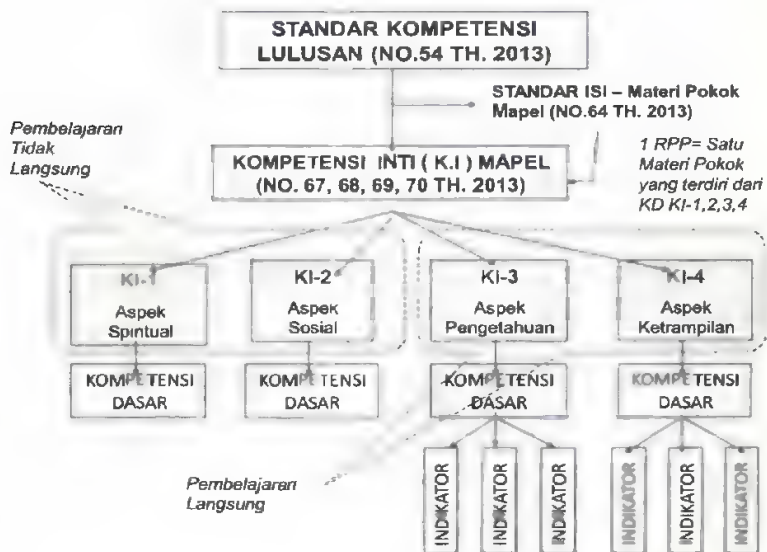 STANDAR KOMPETENSI
LULUSAN (NO.54 TH. 2013)
STANDAR ISI – Materi Pokok
Mapel (NO.64 TH. 2013)
Pembelajaran
Tidak
Langsung
KOMPETENSI INTI ( K.I ) MAPEL
(NO. 67, 68, 69, 70 TH. 2013)
1 RPP= Satu
Materi Pokok
yang terdiri dari
KD KI-1,2,3,4
KI-1
Aspek
Spiritual
KI-2
Aspek
Sosial
KI-3
Aspek
Pengetahuan
KI-4
Aspek
Ketrampilan
KOMPETENSI
DASAR
KOMPETENSI
DASAR
KOMPETENSI
DASAR
KOMPETENSI
DASAR
Pembelajaran
Langsung
INDIKATOR
INDIKATOR
INDIKATOR
INDIKATOR
INDIKATOR
INDIKATOR